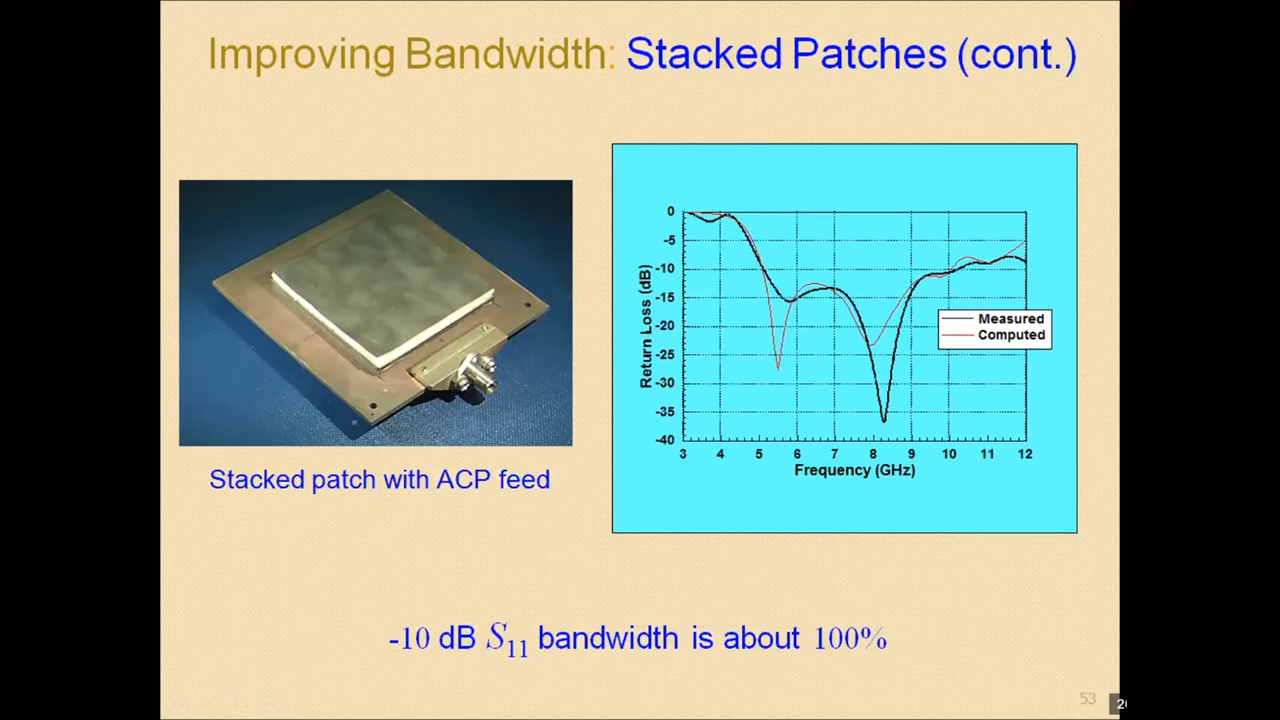 Improving Bandwidth: Stacked Patches (cont.)
0
-5
-10
-15
-20
-25
-30
-35
-40
Return Loss (dB)
Measured
Computed
3 4 5 6 7 8 9 10 11 12
Frequency (GHz)
Stacked patch with ACP feed
-10 dB S11 bandwidth is about 100%
53